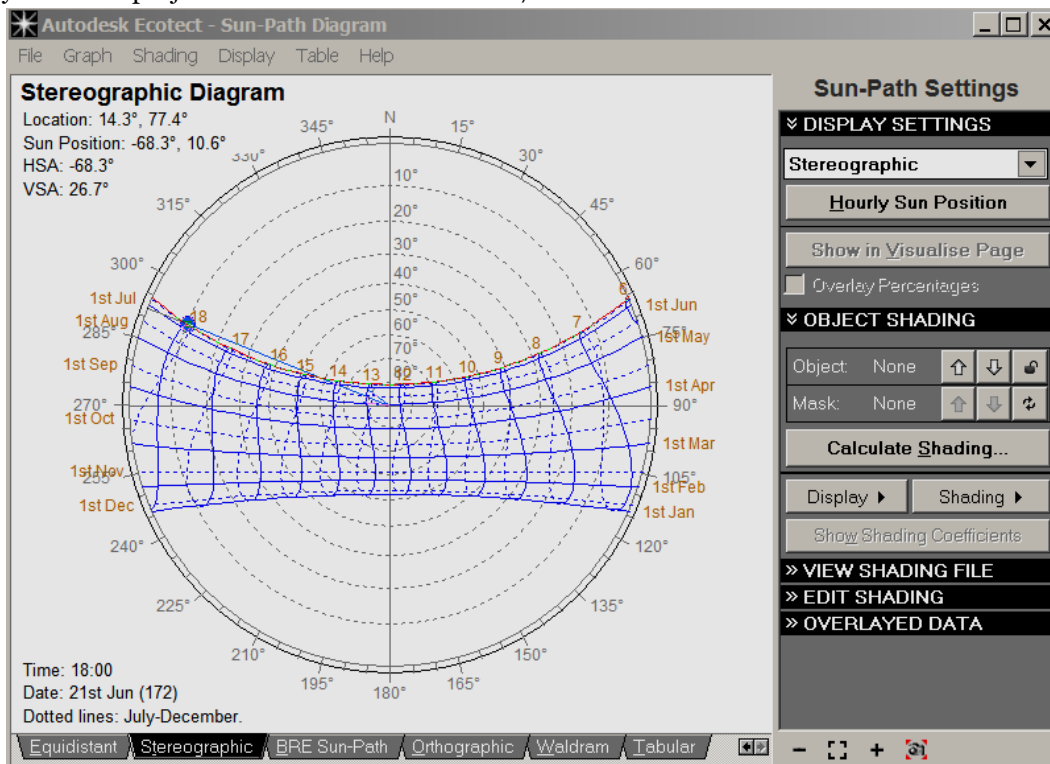 Autodesk Ecotect - Sun-Path Diagram
File Graph Shading Display Table Help
Stereographic Diagram
Location: 14.3°, 77.4°
Sun Position: -68.3°, 10.6°
HSA: -68.3°
VSA: 26.7°
N
345°
15°
330°
30°
315°
45°
300°
60°
10°
20°
30°
40°
50°
60°
70°
80°
1st Jul
1st Aug
285°
1st Sep
270°
1st Oct
1st Nov
255°
1st Dec
240°
225°
210°
195°
180°
165°
150°
135°
120°
1st Jun
75°
1st May
1st Apr
90°
1st Mar
105°
1st Feb
1st Jan
18 17 16 15 14 13 12 11 10 9 8 7 6
Time: 18:00
Date: 21st Jun (172)
Dotted lines: July-December.
Equidistant Stereographic BRE Sun-Path Orthographic Waldram Tabular
Sun-Path Settings
DISPLAY SETTINGS
Stereographic
Hourly Sun Position
Show in Visualise Page
Overlay Percentages
OBJECT SHADING
Object: None
Mask: None
Calculate Shading...
Display Shading
Show Shading Coefficients
VIEW SHADING FILE
EDIT SHADING
OVERLAYED DATA